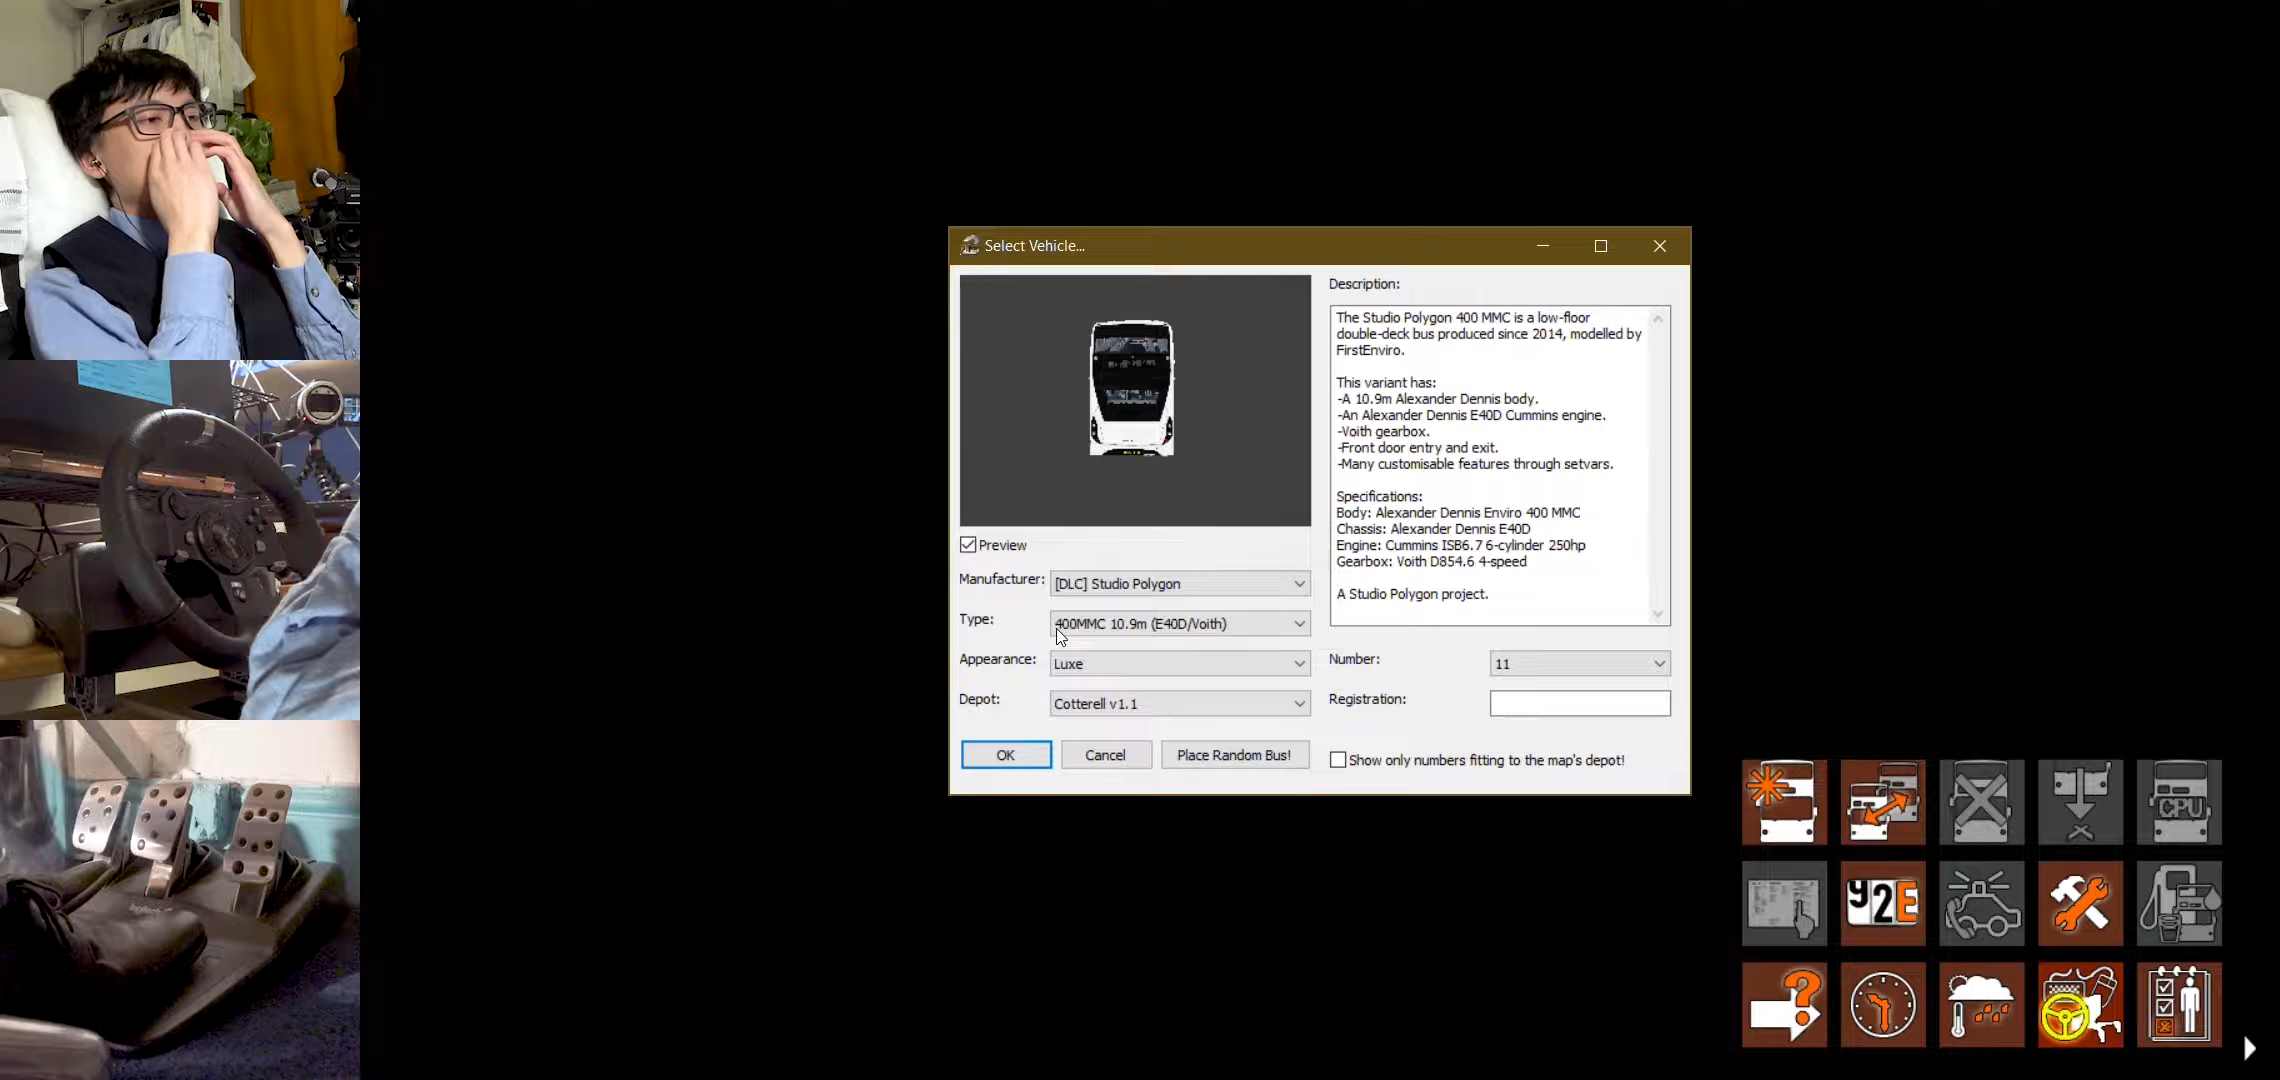 Select Vehicle...
Description:
The Studio Polygon 400 MMC is a low-floor
double-deck bus produced since 2014, modelled by
FirstEnviro.
This variant has:
-A 10.9m Alexander Dennis body.
-An Alexander Dennis E40D Cummins engine.
-Voith gearbox.
-Front door entry and exit.
-Many customisable features through setvars.
Specifications:
Body: Alexander Dennis Enviro 400 MMC
Chassis: Alexander Dennis E40D
Engine: Cummins ISB6.7 6-cylinder 250hp
Gearbox: Voith D854.6 4-speed
A Studio Polygon project.
Preview
Manufacturer: [DLC] Studio Polygon
Type: 400MMC 10.9m (E40D/Voith)
Appearance: Luxe
Number: 11
Depot: Cotterell v1.1
Registration:
OK
Cancel
Place Random Bus!
Show only numbers fitting to the map's depot!
CPU
92E
?